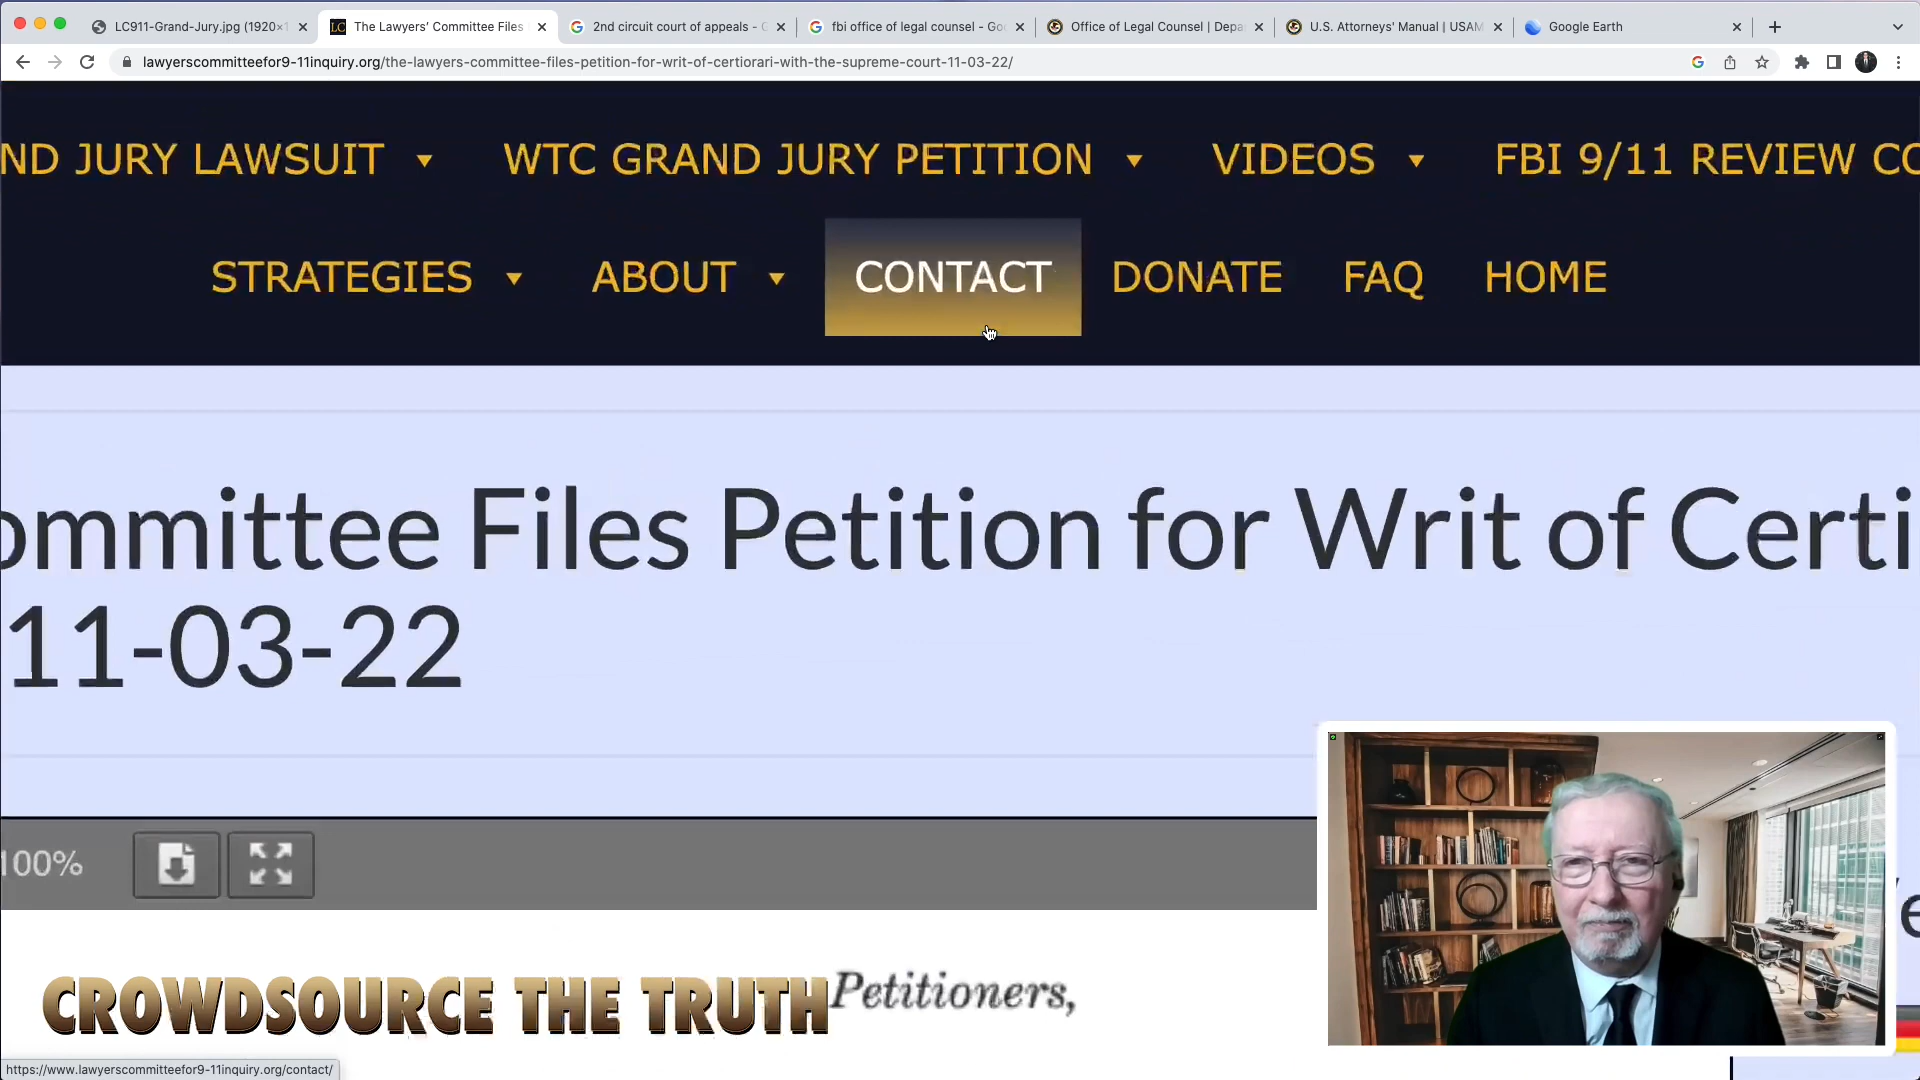 LC911-Grand-Jury.jpg (1920×1
The Lawyers’ Committee Files
2nd circuit court of appeals - G
fbi office of legal counsel - Goo
Office of Legal Counsel | Depa
U.S. Attorneys' Manual | USAM
Google Earth
lawyerscommitteefor9-11inquiry.org/the-lawyers-committee-files-petition-for-writ-of-certiorari-with-the-supreme-court-11-03-22/
ND JURY LAWSUIT WTC GRAND JURY PETITION VIDEOS FBI 9/11 REVIEW CO
STRATEGIES ABOUT CONTACT DONATE FAQ HOME
ommittee Files Petition for Writ of Certi
11-03-22
100%
Petitioners,
CROWDSOURCE THE TRUTH
https://www.lawyerscommitteefor9-11inquiry.org/contact/